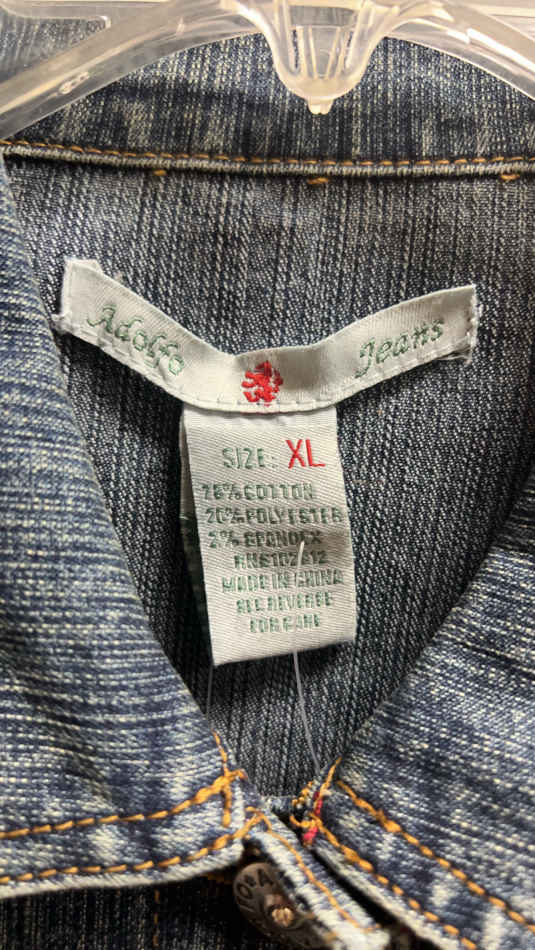 Adolfo Jeans
SIZE: XL
78% COTTON
20% POLYESTER
2% SPANDEX
MADE IN CHINA
SEE REVERSE
FOR CARE